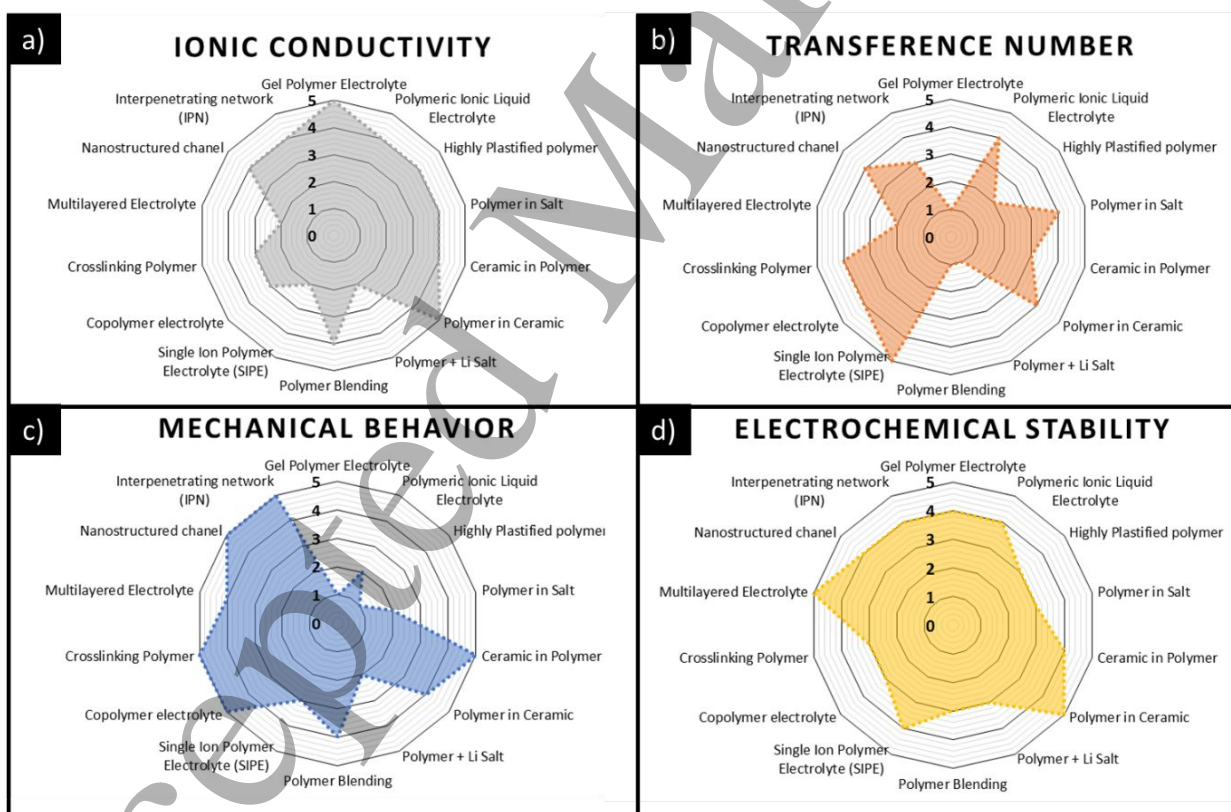 a)
IONIC CONDUCTIVITY
Gel Polymer Electrolyte
Interpenetrating network
(IPN)
Polymeric Ionic Liquid
Electrolyte
Nanostructured chanel
Highly Plastified polymer
Multilayered Electrolyte
Polymer in Salt
Crosslinking Polymer
Ceramic in Polymer
Copolymer electrolyte
Polymer in Ceramic
Single Ion Polymer
Electrolyte (SIPE)
Polymer + Li Salt
Polymer Blending
5
4
3
2
1
0
b)
TRANSFERENCE NUMBER
Gel Polymer Electrolyte
Interpenetrating network
(IPN)
Polymeric Ionic Liquid
Electrolyte
Nanostructured chanel
Highly Plastified polymer
Multilayered Electrolyte
Polymer in Salt
Crosslinking Polymer
Ceramic in Polymer
Copolymer electrolyte
Polymer in Ceramic
Single Ion Polymer
Electrolyte (SIPE)
Polymer + Li Salt
Polymer Blending
5
4
3
2
1
0
c)
MECHANICAL BEHAVIOR
Gel Polymer Electrolyte
Interpenetrating network
(IPN)
Polymeric Ionic Liquid
Electrolyte
Nanostructured chanel
Highly Plastified polymer
Multilayered Electrolyte
Polymer in Salt
Crosslinking Polymer
Ceramic in Polymer
Copolymer electrolyte
Polymer in Ceramic
Single Ion Polymer
Electrolyte (SIPE)
Polymer + Li Salt
Polymer Blending
5
4
3
2
1
0
d)
ELECTROCHEMICAL STABILITY
Gel Polymer Electrolyte
Interpenetrating network
(IPN)
Polymeric Ionic Liquid
Electrolyte
Nanostructured chanel
Highly Plastified polymer
Multilayered Electrolyte
Polymer in Salt
Crosslinking Polymer
Ceramic in Polymer
Copolymer electrolyte
Polymer in Ceramic
Single Ion Polymer
Electrolyte (SIPE)
Polymer + Li Salt
Polymer Blending
5
4
3
2
1
0